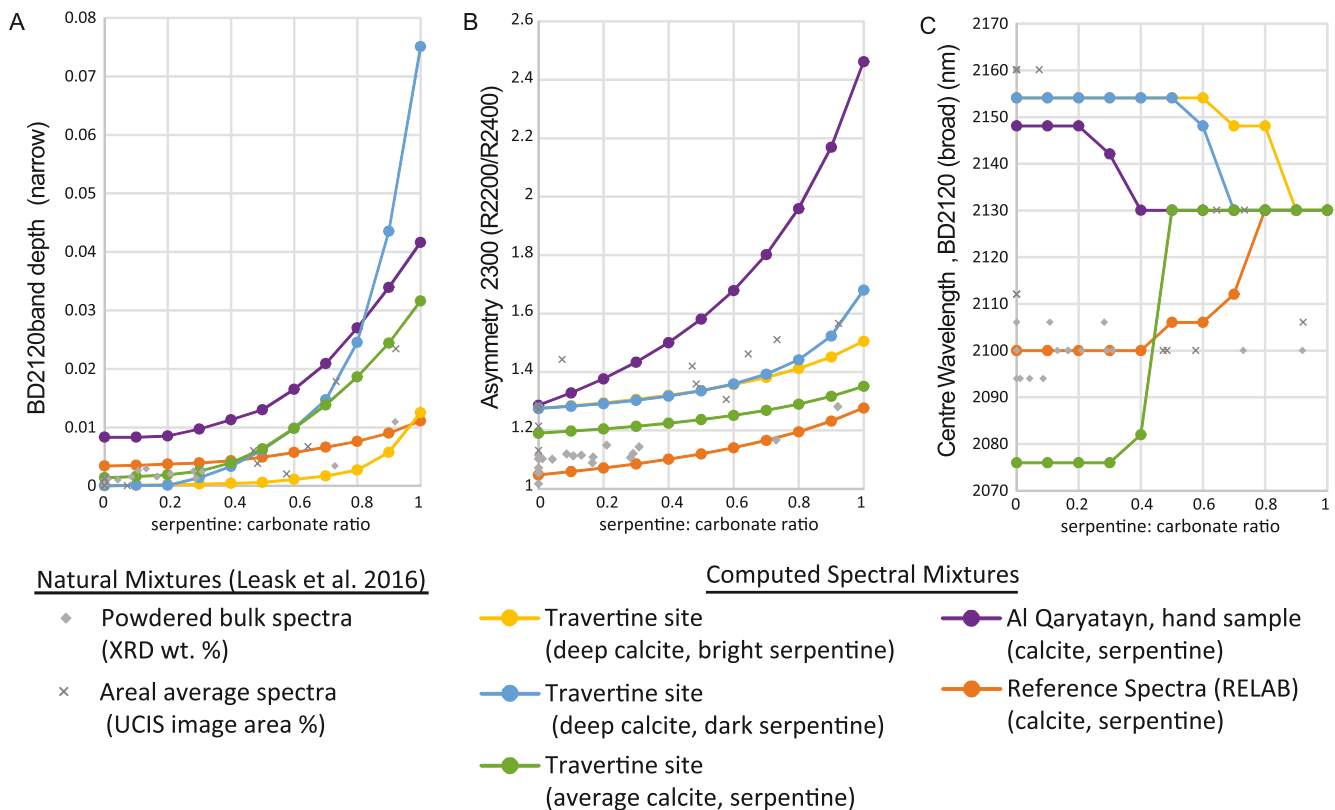 A
BD2120band depth (narrow)
0.08
0.07
0.06
0.05
0.04
0.03
0.02
0.01
0
0 0.2 0.4 0.6 0.8 1
serpentine: carbonate ratio
B
Asymmetry 2300 (R2200/R2400)
2.6
2.4
2.2
2
1.8
1.6
1.4
1.2
1
0 0.2 0.4 0.6 0.8 1
serpentine: carbonate ratio
C
Centre Wavelength , BD2120 (broad) (nm)
2170
2160
2150
2140
2130
2120
2110
2100
2090
2080
2070
0 0.2 0.4 0.6 0.8 1
serpentine: carbonate ratio
Natural Mixtures (Leask et al. 2016)
Powdered bulk spectra
(XRD wt. %)
Areal average spectra
(UCIS image area %)
Computed Spectral Mixtures
Travertine site
(deep calcite, bright serpentine)
Travertine site
(deep calcite, dark serpentine)
Travertine site
(average calcite, serpentine)
Al Qaryatayn, hand sample
(calcite, serpentine)
Reference Spectra (RELAB)
(calcite, serpentine)